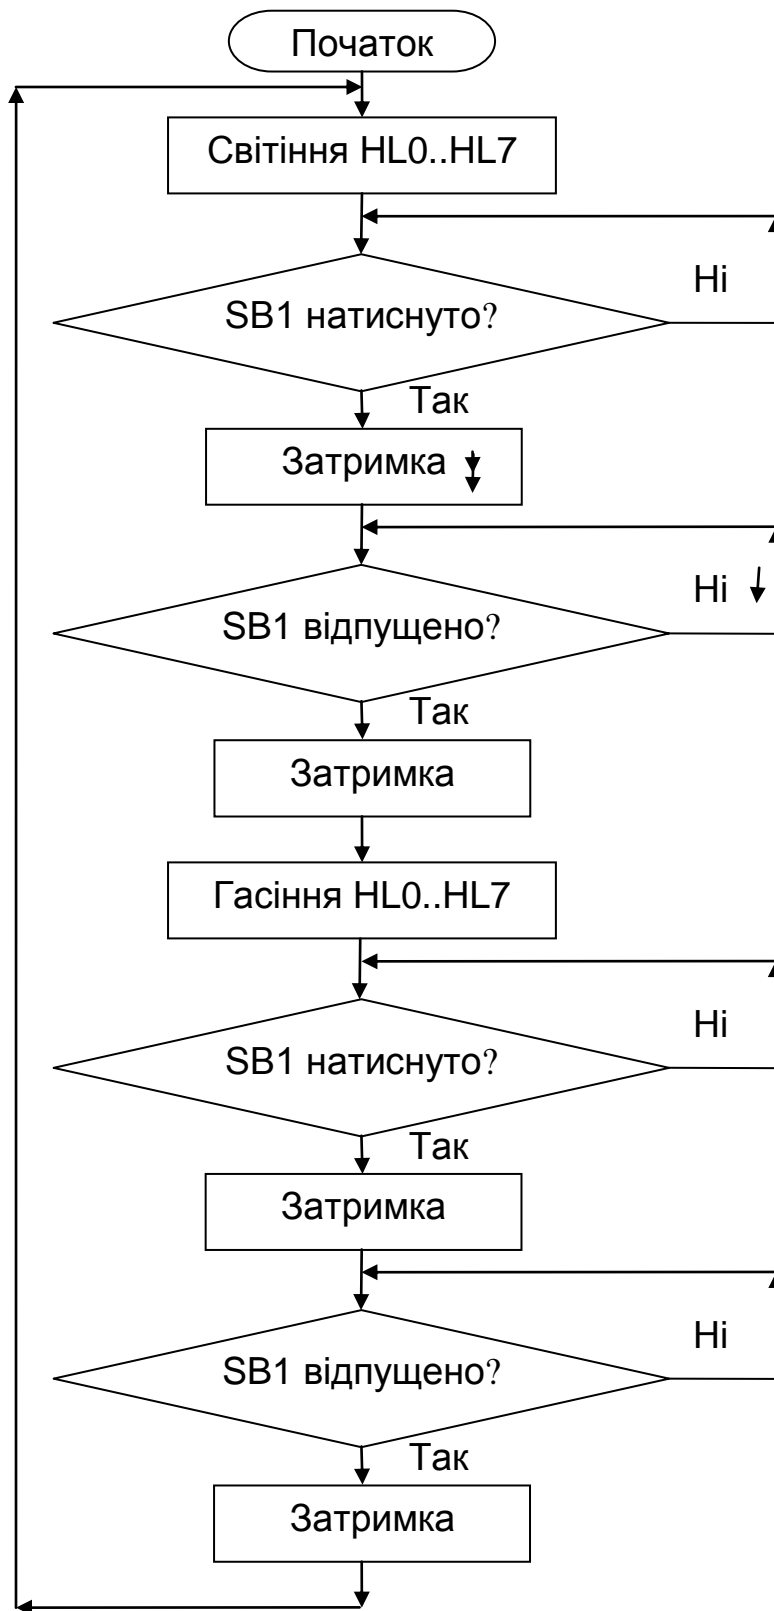 Початок
Світіння HL0..HL7
Ні
SB1 натиснуто?
Так
Затримка
Ні
SB1 відпущено?
Так
Затримка
Гасіння HL0..HL7
Ні
SB1 натиснуто?
Так
Затримка
Ні
SB1 відпущено?
Так
Затримка